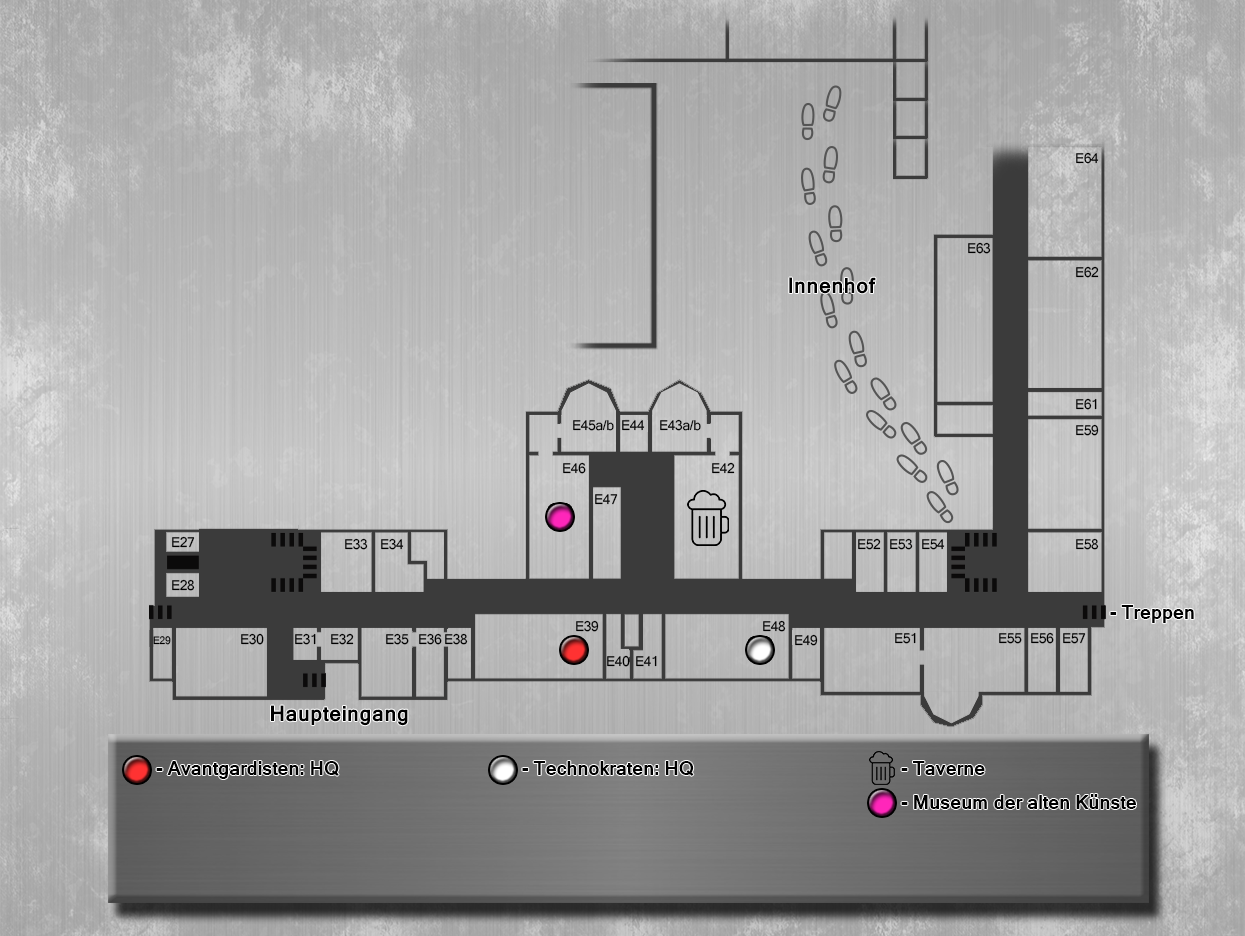 E64
E63
E62
Innenhof
E61
E45a/b
E44
E43a/b
E59
E46
E42
E47
E27
E33
E34
E52
E53
E54
E58
E28
- Treppen
E29
E30
E31
E32
E35
E36
E38
E39
E40
E41
E48
E49
E51
E55
E56
E57
Haupteingang
- Avantgardisten: HQ
- Technokraten: HQ
- Taverne
- Museum der alten Künste